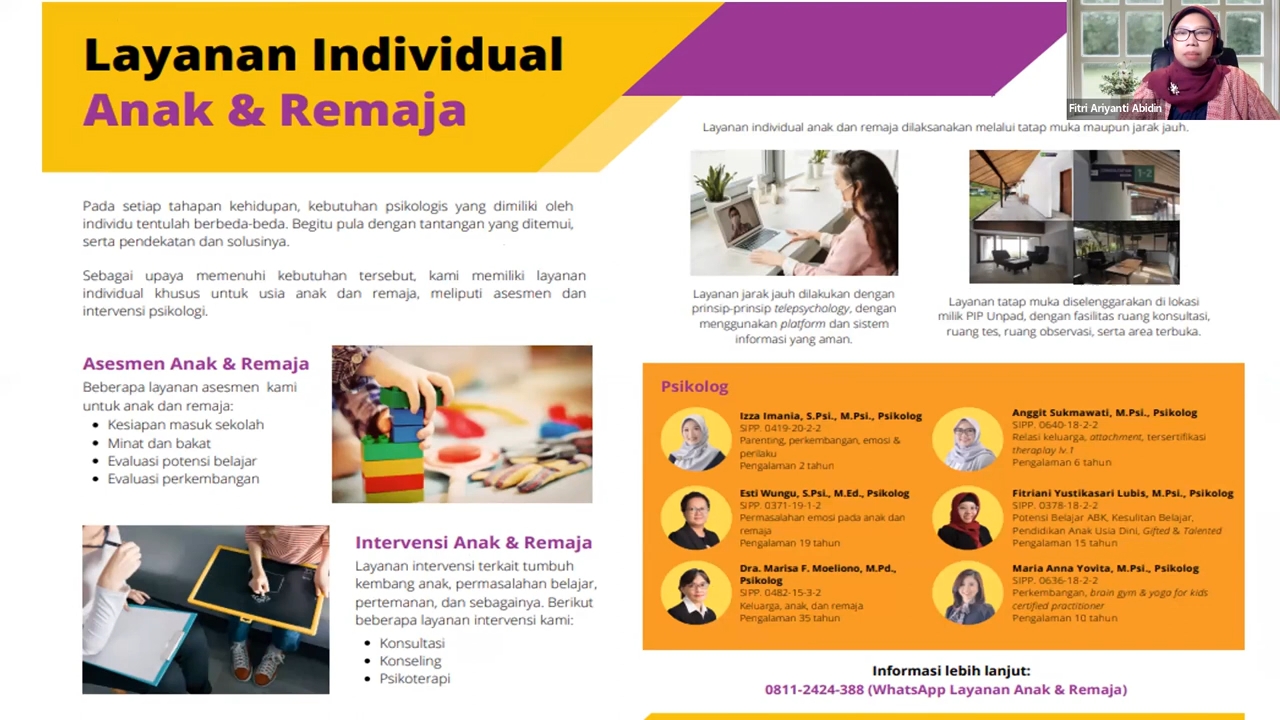 Layanan Individual
Anak & Remaja
Pada setiap tahapan kehidupan, kebutuhan psikologis yang dimiliki oleh
individu tentulah berbeda-beda. Begitu pula dengan tantangan yang ditemui,
serta pendekatan dan solusinya.
Sebagai upaya memenuhi kebutuhan tersebut, kami memiliki layanan
individual khusus untuk usia anak dan remaja, meliputi asesmen dan
intervensi psikologi.
Asesmen Anak & Remaja
Beberapa layanan asesmen kami
untuk anak dan remaja:
• Kesiapan masuk sekolah
• Minat dan bakat
• Evaluasi potensi belajar
• Evaluasi perkembangan
Intervensi Anak & Remaja
Layanan intervensi terkait tumbuh
kembang anak, permasalahan belajar,
pertemanan, dan sebagainya. Berikut
beberapa layanan intervensi kami:
• Konsultasi
• Konseling
• Psikoterapi
Fitri Ariyanti Abidin
Layanan individual anak dan remaja dilaksanakan melalui tatap muka maupun jarak jauh.
1-2
Layanan jarak jauh dilakukan dengan
prinsip-prinsip telepsychology, dengan
menggunakan platform dan sistem
informasi yang aman.
Layanan tatap muka diselenggarakan di lokasi
milik PIP Unpad, dengan fasilitas ruang konsultasi,
ruang tes, ruang observasi, serta area terbuka.
Psikolog
Izza Imania, S.Psi., M.Psi., Psikolog
SIPP. 0419-20-2-2
Parenting, perkembangan, emosi &
perilaku
Pengalaman 2 tahun
Anggit Sukmawati, M.Psi., Psikolog
SIPP. 0640-18-2-2
Relasi keluarga, attachment, tersertifikasi
theraplay lv.1
Pengalaman 6 tahun
Esti Wungu, S.Psi., M.Ed., Psikolog
SIPP. 0371-19-1-2
Permasalahan emosi pada anak dan
remaja
Pengalaman 19 tahun
Fitriani Yustikasari Lubis, M.Psi., Psikolog
SIPP. 0378-18-2-2
Potensi Belajar ABK, Kesulitan Belajar,
Pendidikan Anak Usia Dini, Gifted & Talented
Pengalaman 15 tahun
Dra. Marisa F. Moeliono, M.Pd.,
Psikolog
SIPP. 0482-15-3-2
Keluarga, anak, dan remaja
Pengalaman 35 tahun
Maria Anna Yovita, M.Psi., Psikolog
SIPP. 0636-18-2-2
Perkembangan, brain gym & yoga for kids
certified practitioner
Pengalaman 10 tahun
Informasi lebih lanjut:
0811-2424-388 (WhatsApp Layanan Anak & Remaja)